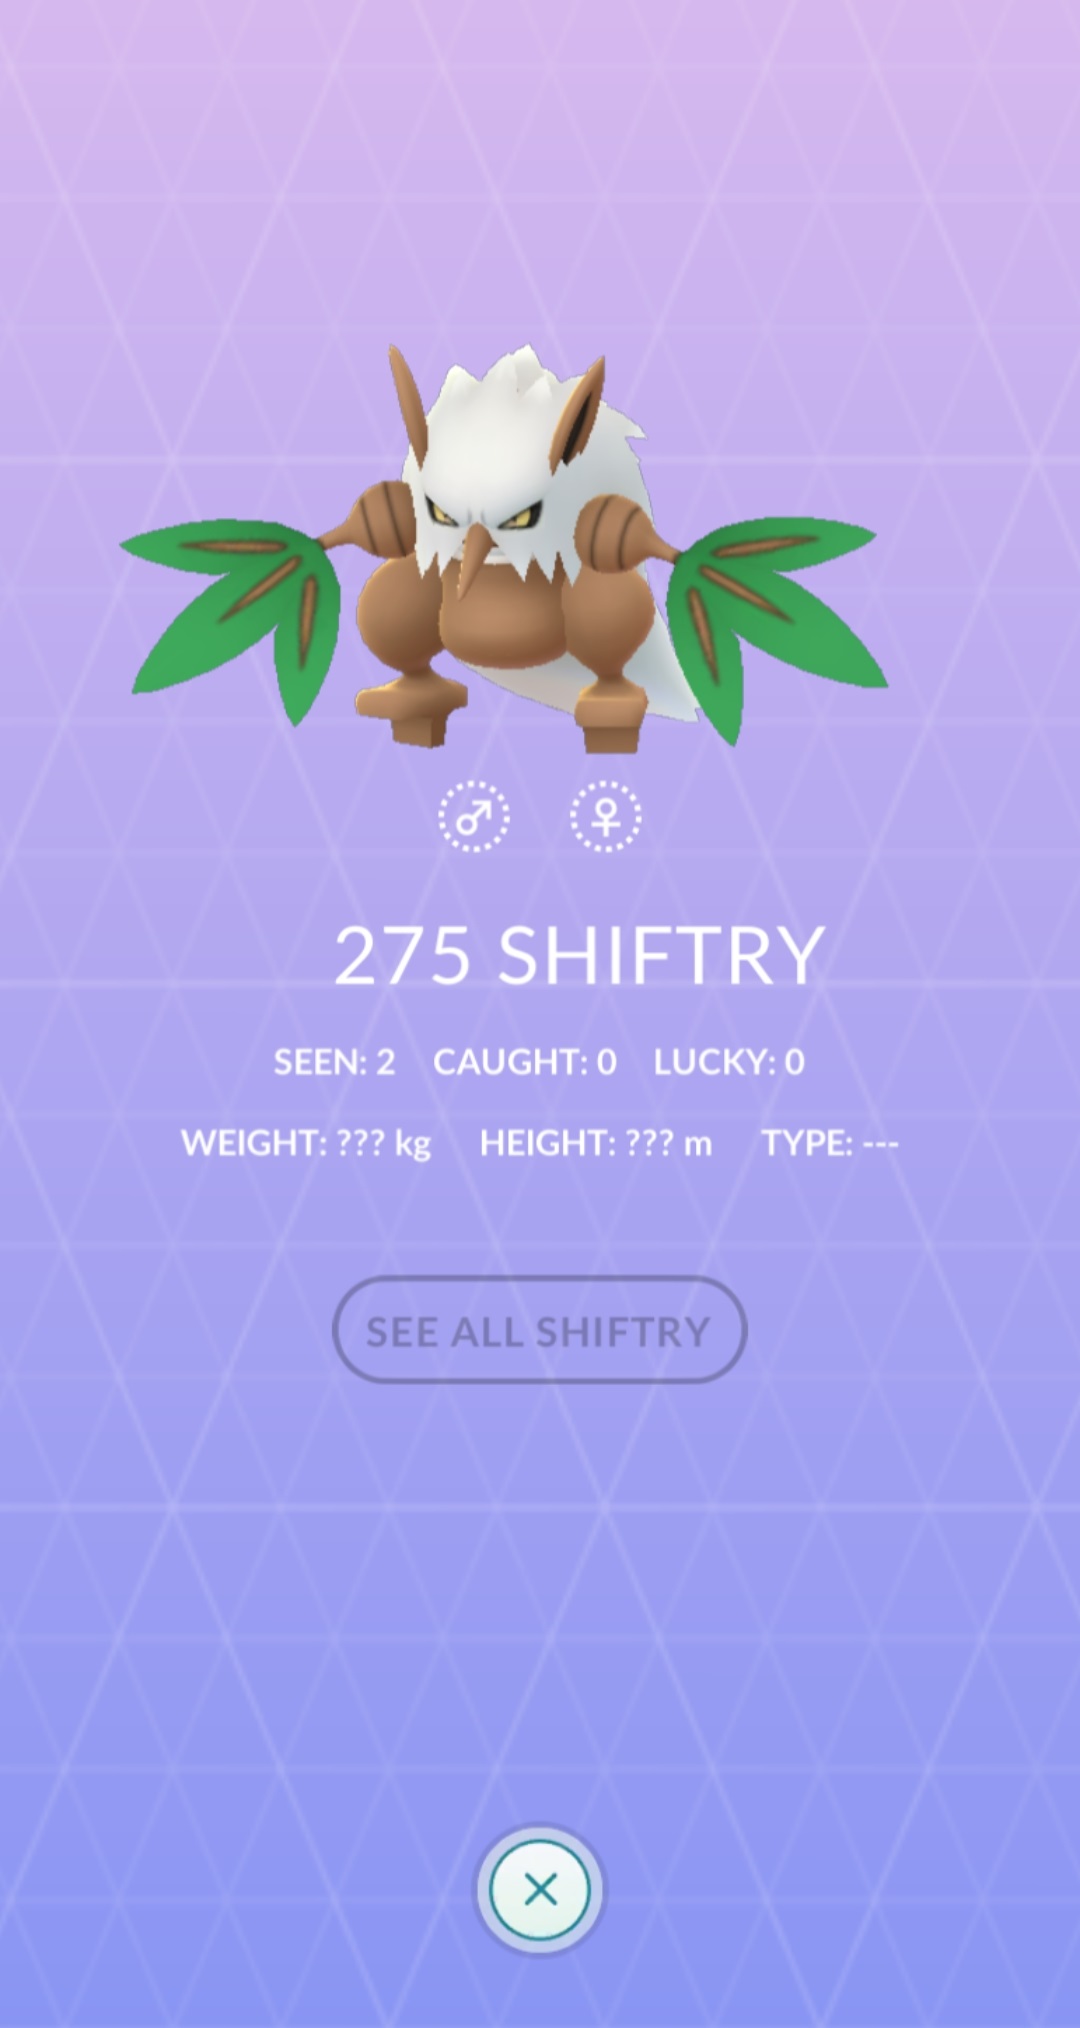 275 SHIFTRY
SEEN: 2 CAUGHT: 0 LUCKY: 0
WEIGHT: ??? kg HEIGHT: ??? m TYPE: ---
SEE ALL SHIFTRY